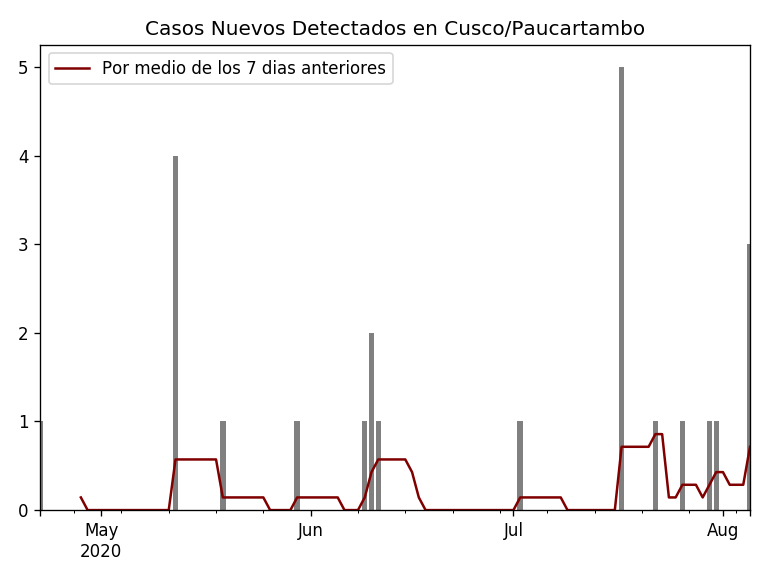 Casos Nuevos Detectados en Cusco/Paucartambo
Por medio de los 7 dias anteriores
5
4
3
2
1
0
May
2020
Jun
Jul
Aug